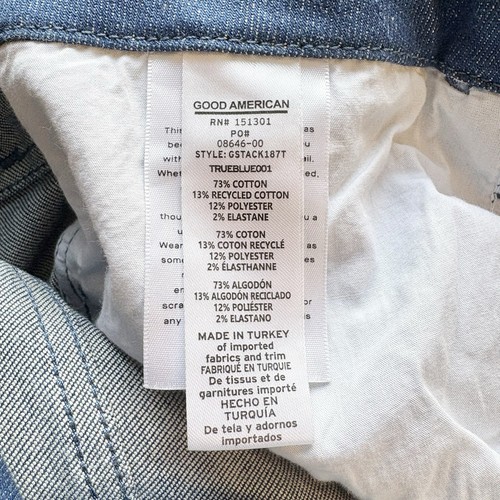 GOOD AMERICAN
RN# 151301
PO#
08646-00
STYLE: GSTACK187T
TRUEBLUE001
73% COTTON
13% RECYCLED COTTON
12% POLYESTER
2% ELASTANE
73% COTON
13% COTON RECYCLÉ
12% POLYESTER
2% ÉLASTHANNE
73% ALGODÓN
13% ALGODÓN RECICLADO
12% POLIÉSTER
2% ELASTANO
MADE IN TURKEY
of imported
fabrics and trim
FABRIQUÉ EN TURQUIE
De tissus et de
garnitures importé
HECHO EN
TURQUÍA
De tela y adornos
importados